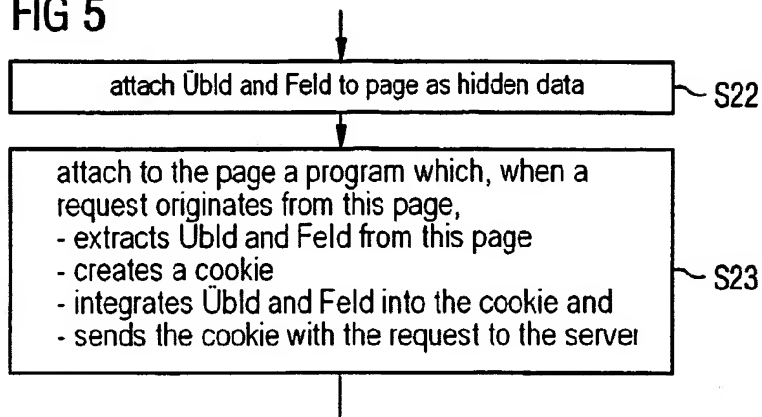 FIG 5
attach ÜbId and FeId to page as hidden data
S22
attach to the page a program which, when a
request originates from this page,
- extracts ÜbId and FeId from this page
- creates a cookie
- integrates ÜbId and FeId into the cookie and
- sends the cookie with the request to the server
S23